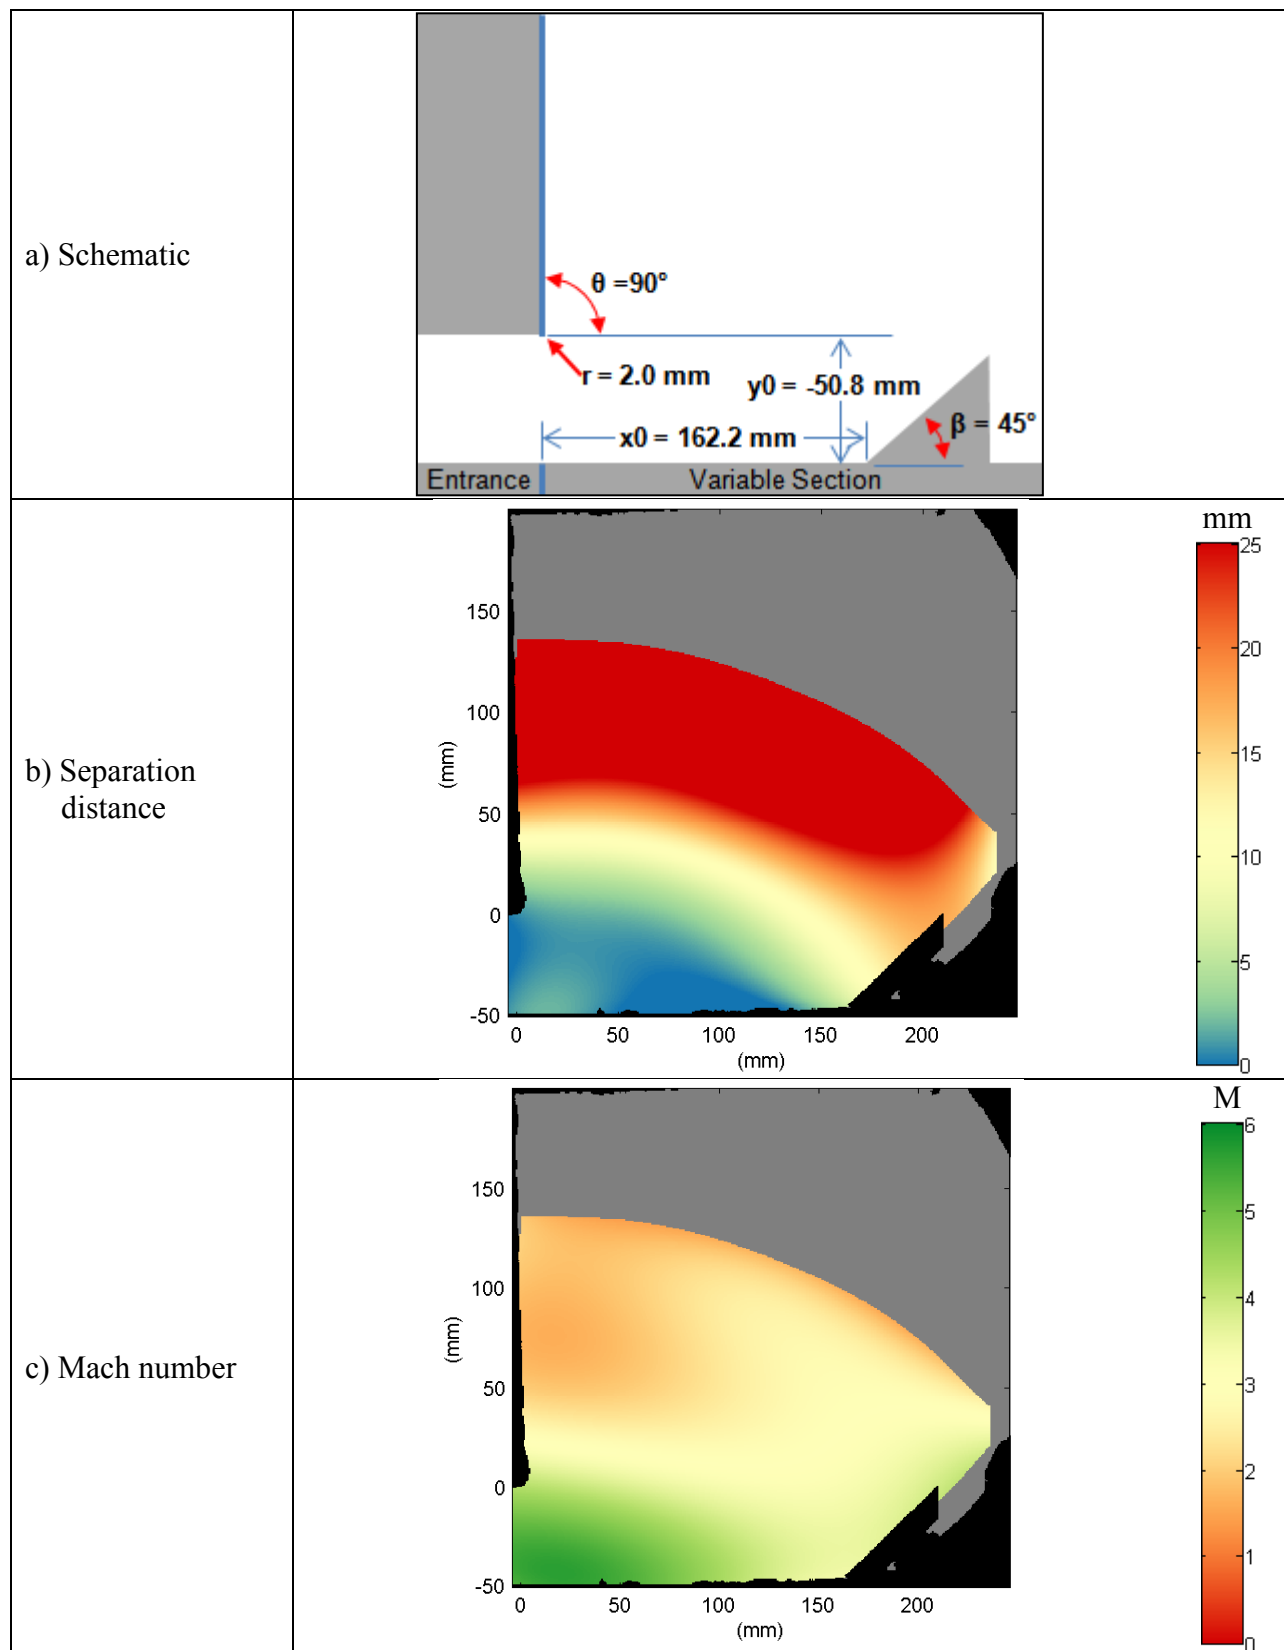 a) Schematic
θ =90°
r = 2.0 mm
y0 = -50.8 mm
x0 = 162.2 mm
β = 45°
Entrance
Variable Section
b) Separation
distance
mm
25
20
15
10
5
0
150
100
50
0
-50
(mm)
0 50 100 150 200
(mm)
c) Mach number
M
6
5
4
3
2
1
0
150
100
50
0
-50
(mm)
0 50 100 150 200
(mm)